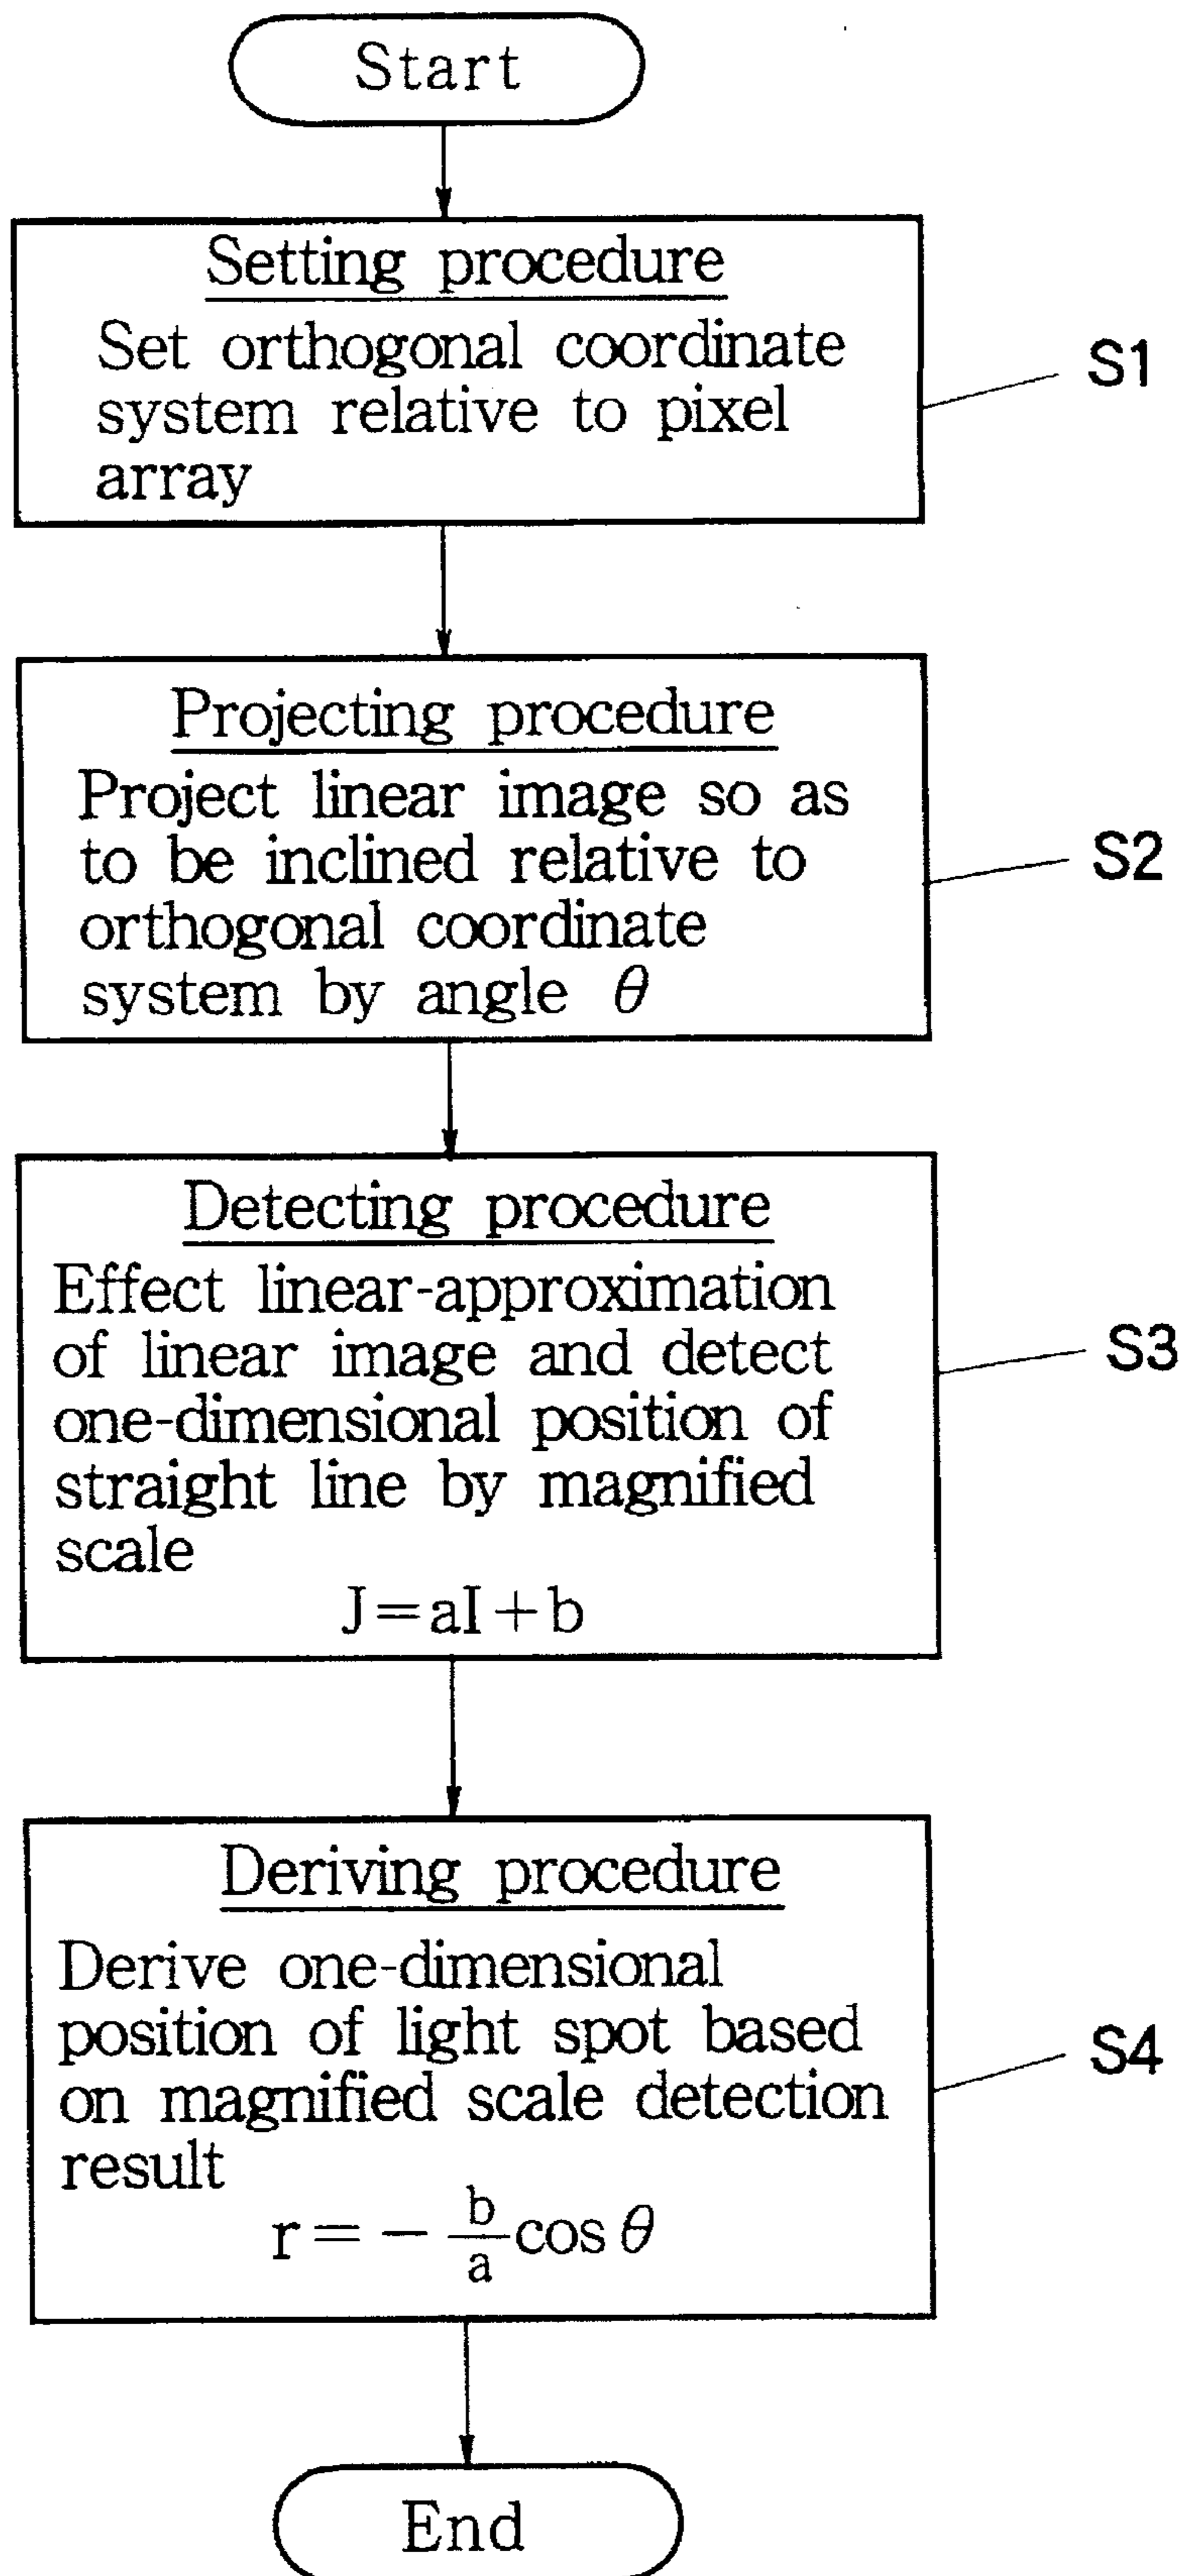 Start
Setting procedure
Set orthogonal coordinate
system relative to pixel
array
S1
Projecting procedure
Project linear image so as
to be inclined relative to
orthogonal coordinate
system by angle θ
S2
Detecting procedure
Effect linear-approximation
of linear image and detect
one-dimensional position of
straight line by magnified
scale
J=aI+b
S3
Deriving procedure
Derive one-dimensional
position of light spot based
on magnified scale detection
result
r=-b/a cos θ
S4
End